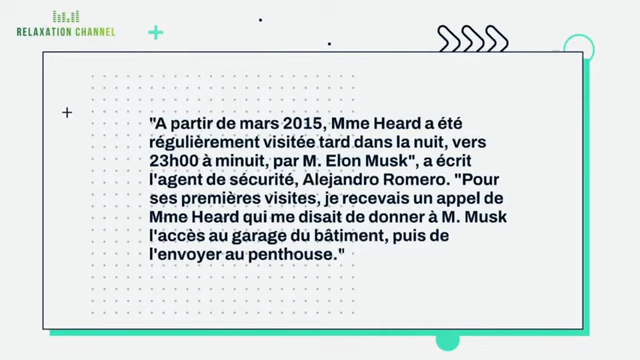 RELAXATION CHANNEL
"A partir de mars 2015, Mme Heard a été
régulièrement visitée tard dans la nuit, vers
23h00 à minuit, par M. Elon Musk", a écrit
l'agent de sécurité, Alejandro Romero. "Pour
ses premières visites, je recevais un appel de
Mme Heard qui me disait de donner à M. Musk
l'accès au garage du bâtiment, puis de
l'envoyer au penthouse."